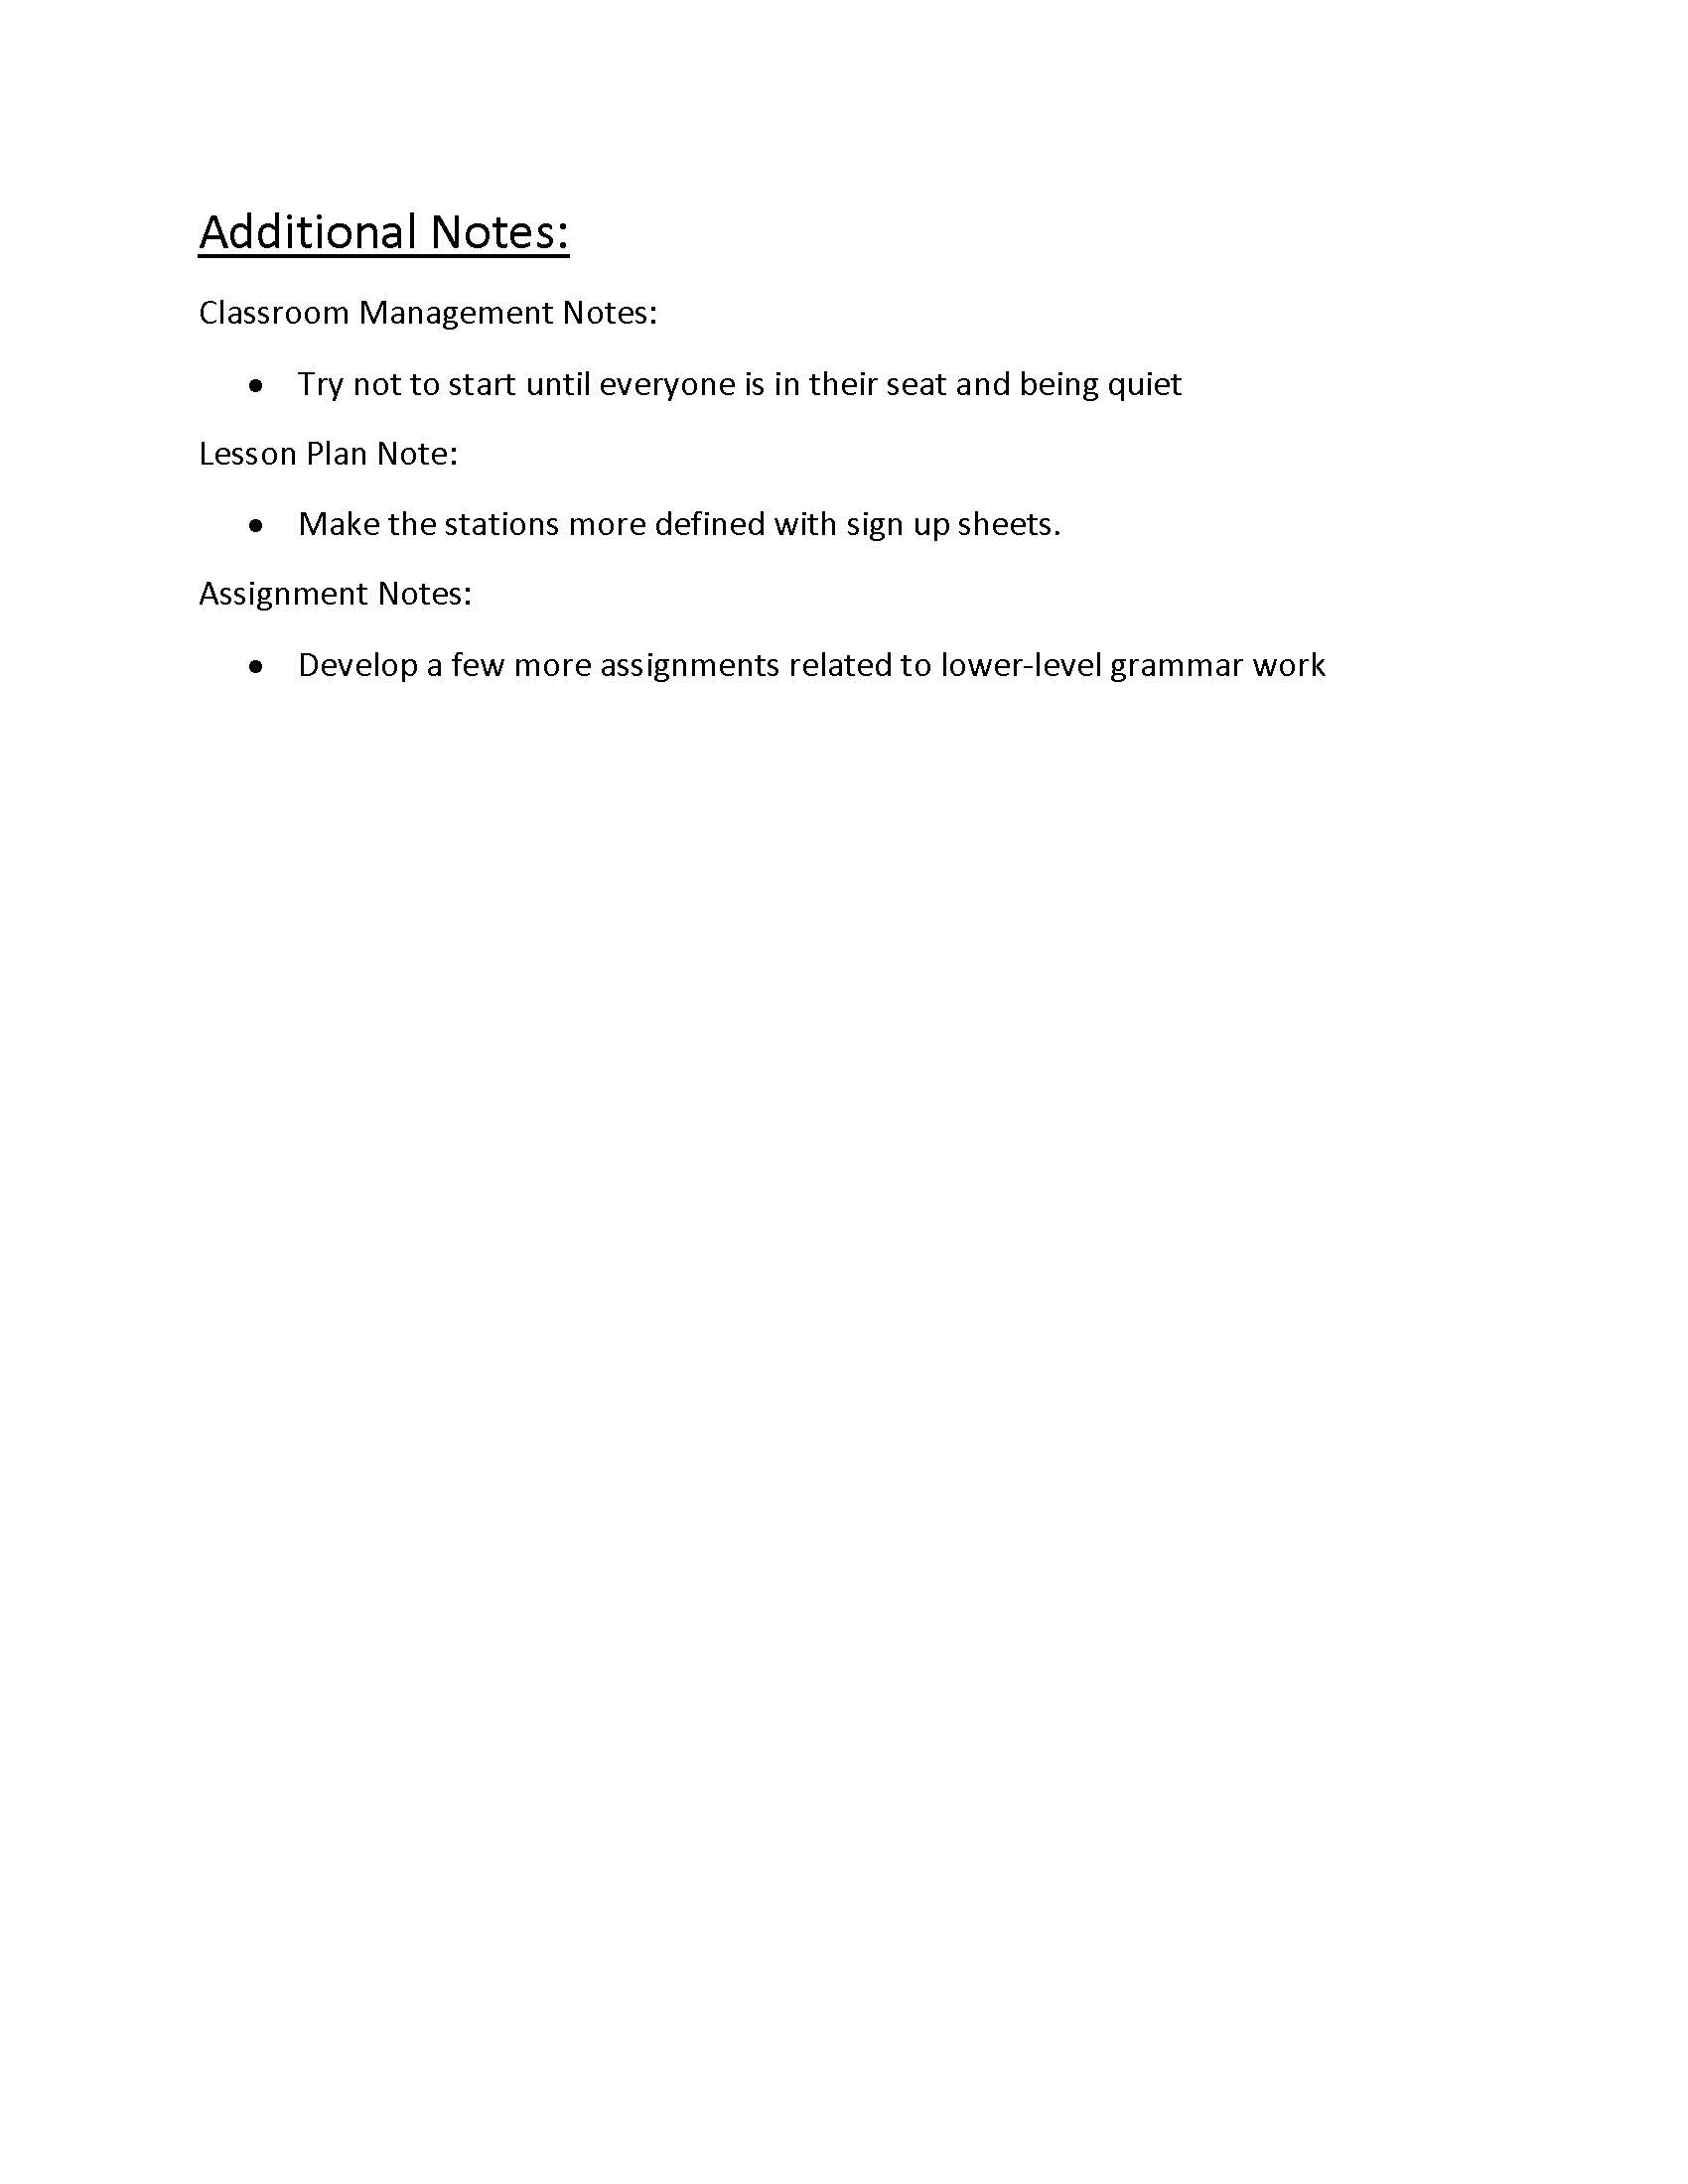 Additional Notes:
Classroom Management Notes:
• Try not to start until everyone is in their seat and being quiet
Lesson Plan Note:
• Make the stations more defined with sign up sheets.
Assignment Notes:
• Develop a few more assignments related to lower-level grammar work